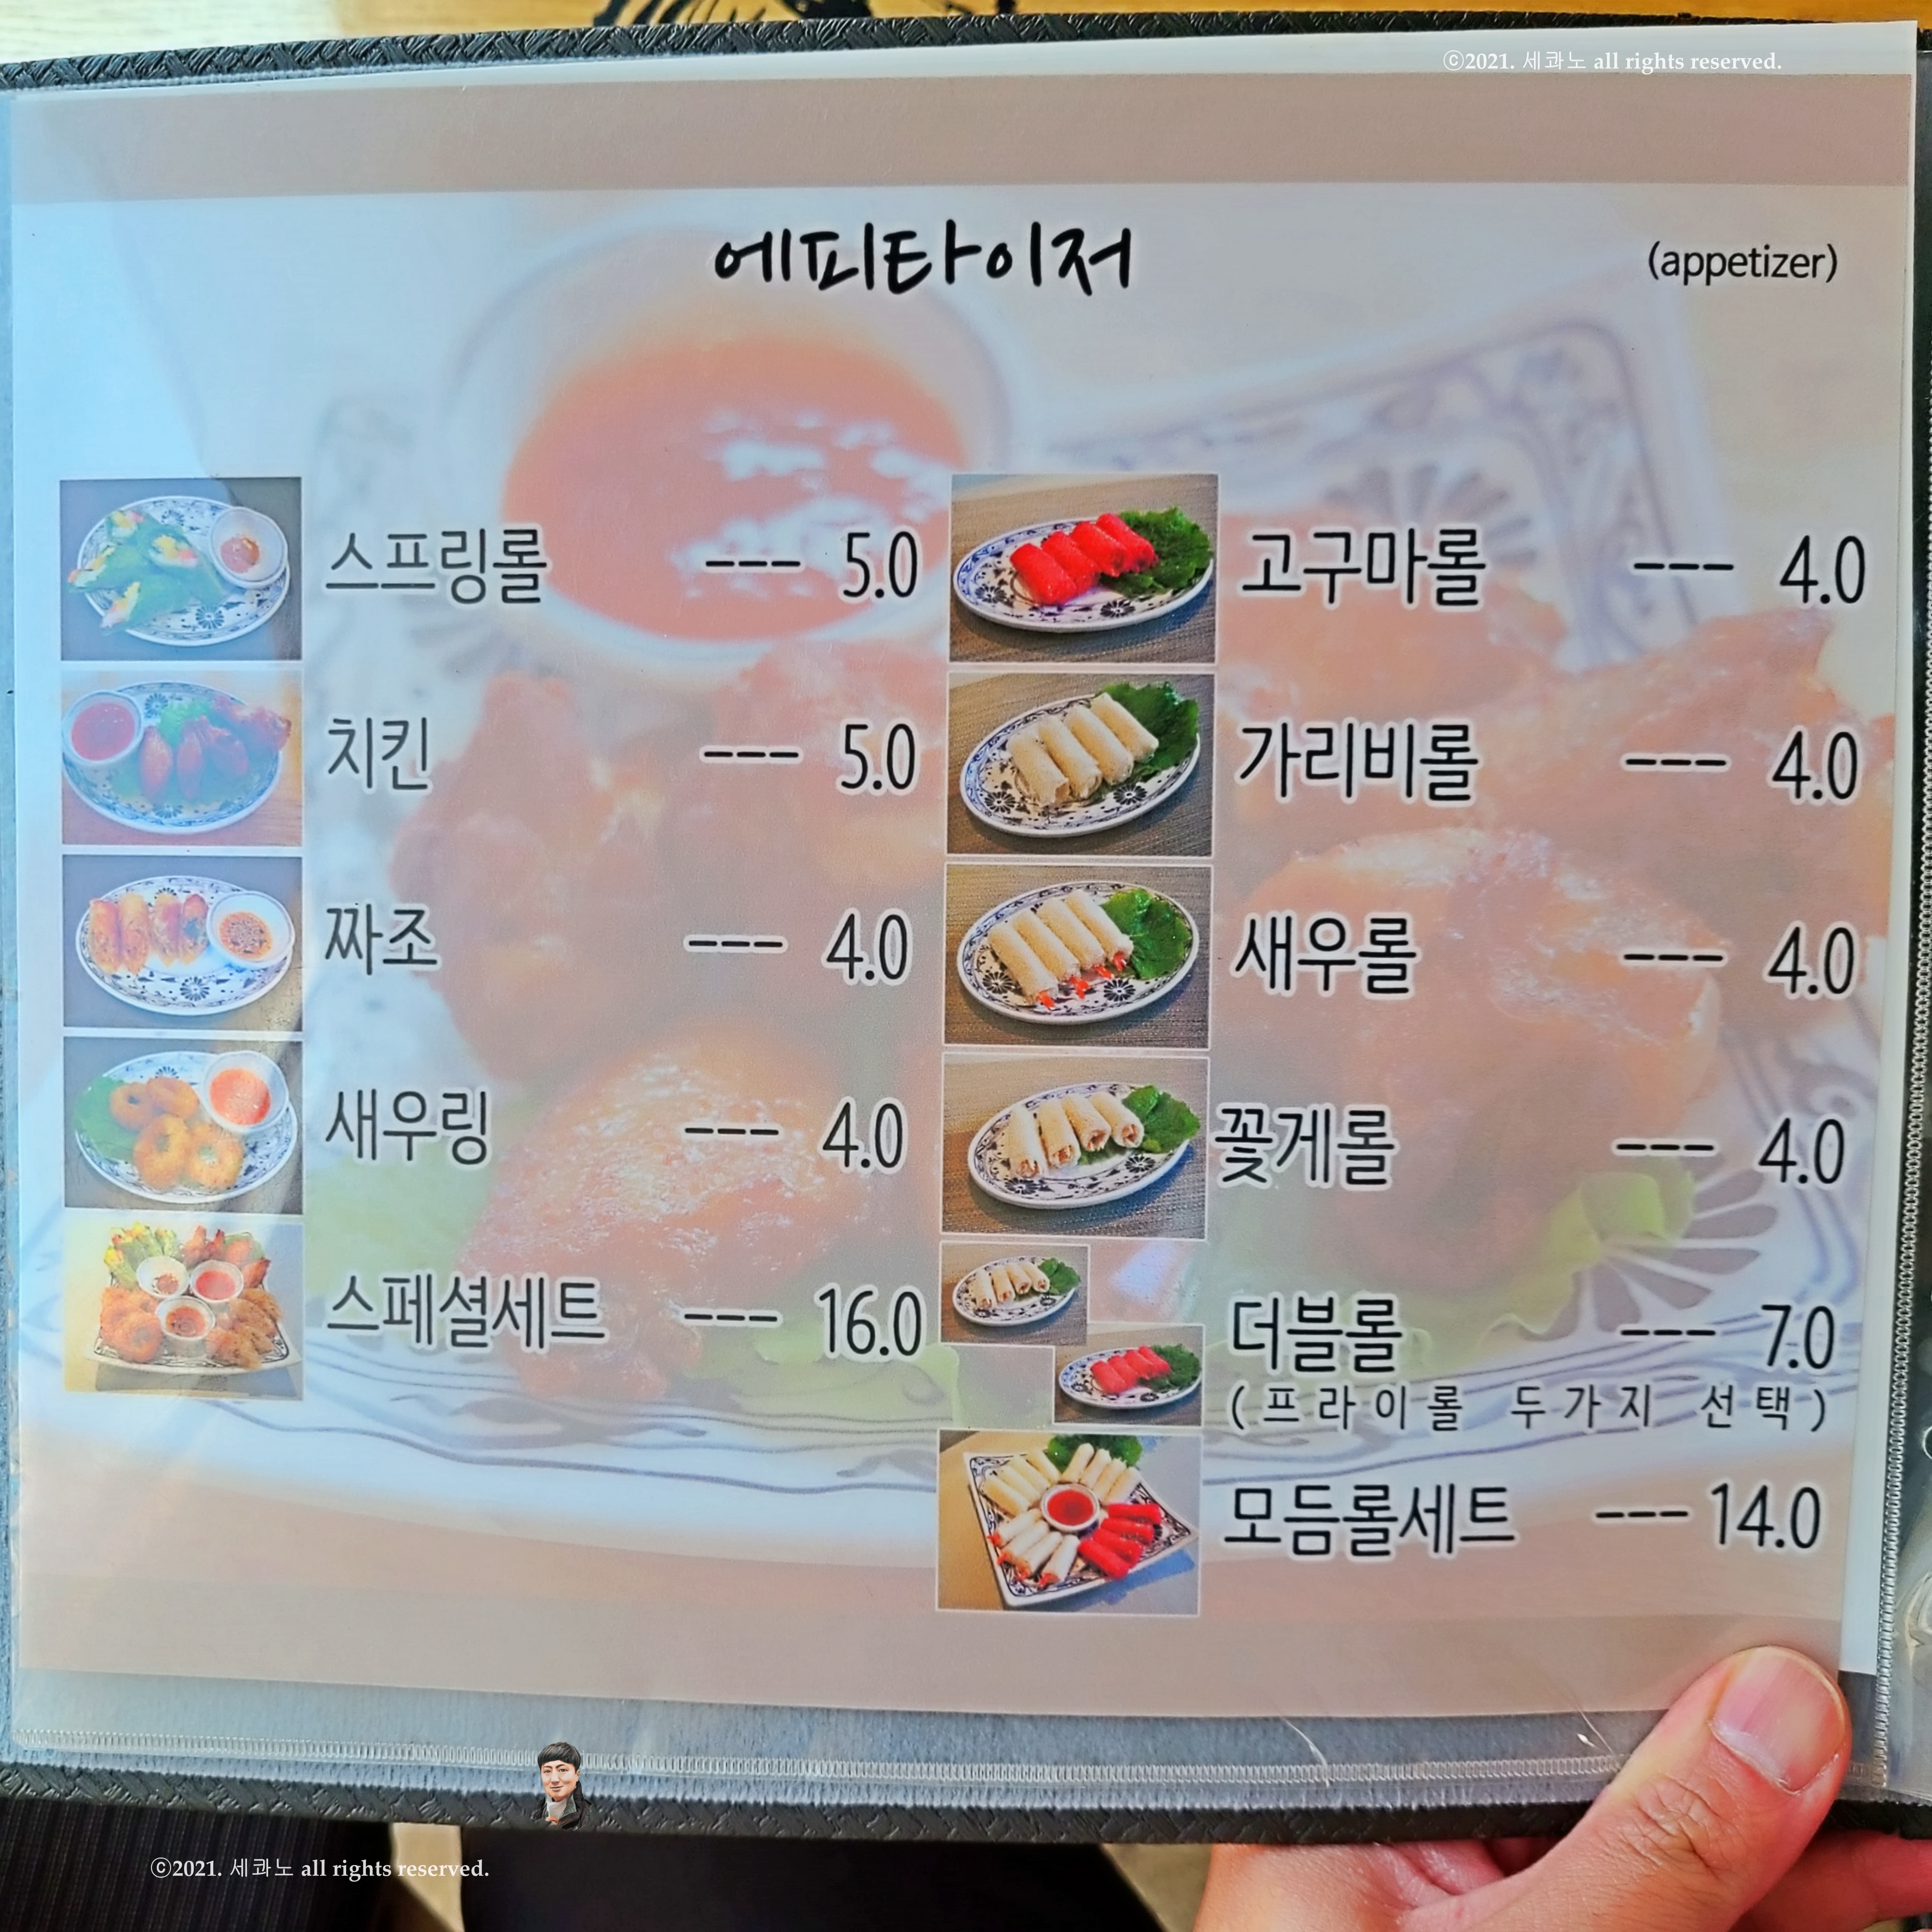 ©2021. 세콰노 all rights reserved.
에피타이저 (appetizer)
스프링롤 --- 5.0
치킨 --- 5.0
짜조 --- 4.0
새우링 --- 4.0
스페셜세트 --- 16.0
고구마롤 --- 4.0
가리비롤 --- 4.0
새우롤 --- 4.0
꽃게롤 --- 4.0
더블롤 --- 7.0
(프라이롤 두가지 선택)
모듬롤세트 --- 14.0
©2021. 세콰노 all rights reserved.